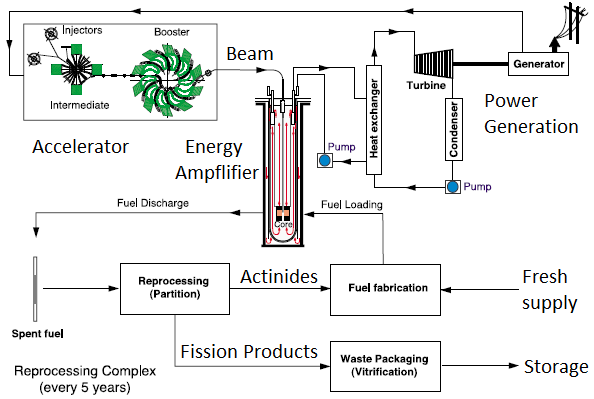 Injectors
Booster
Intermediate
Beam
Accelerator
Energy
Ampflifier
Core
Pump
Heat exchanger
Turbine
Generator
Condenser
Pump
Power
Generation
Fuel Discharge
Fuel Loading
Spent fuel
Reprocessing
(Partition)
Actinides
Fuel fabrication
Fresh
supply
Fission Products
Waste Packaging
(Vitrification)
Storage
Reprocessing Complex
(every 5 years)